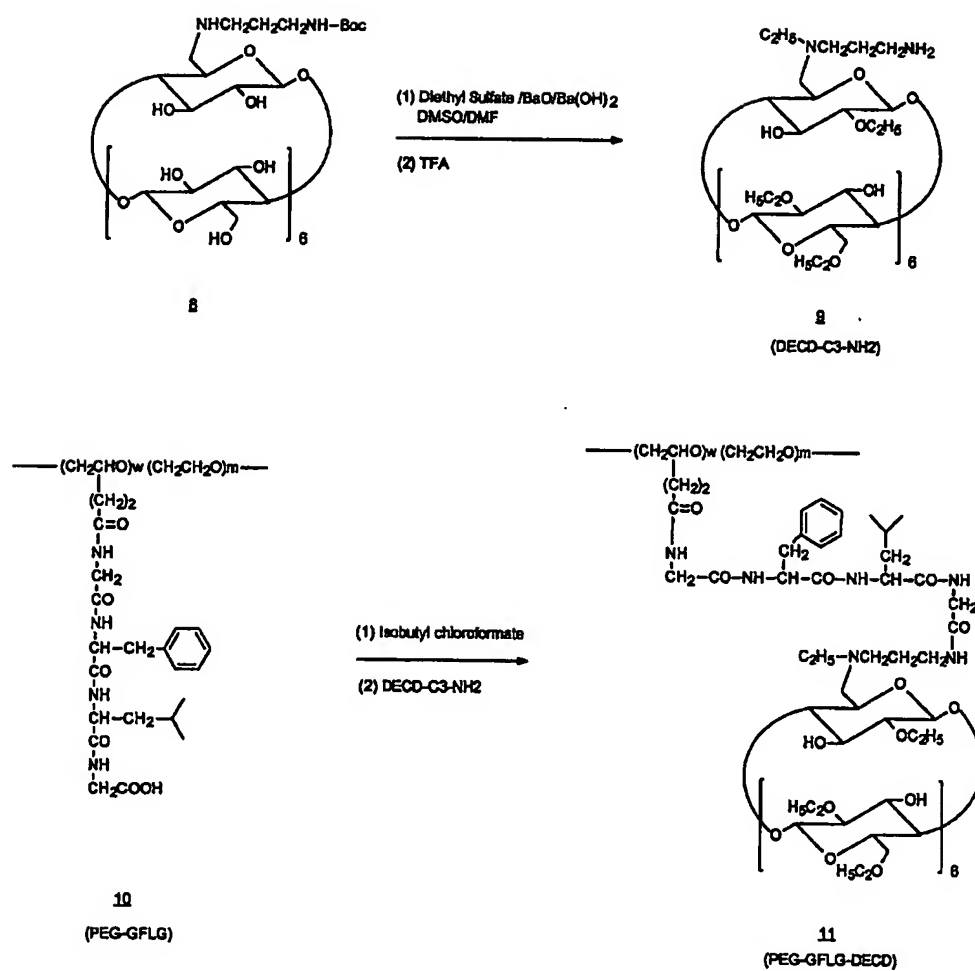 NHCH2CH2CH2NH-Boc
O
O
HO
OH
HO
OH
O
O
HO
6
8
(1) Diethyl Sulfate /BaO/Ba(OH)2
DMSO/DMF
(2) TFA
C2H5
NCH2CH2CH2NH2
O
O
HO
OC2H5
H5C2O
OH
O
O
H5C2O
6
9
(DECD-C3-NH2)
(CH2CHO)w (CH2CH2O)m
(CH2)2
C=O
NH
CH2
CO
NH
CH-CH2
CO
NH
CH-CH2
CO
NH
CH2COOH
10
(PEG-GFLG)
(1) Isobutyl chloroformate
(2) DECD-C3-NH2
(CH2CHO)w (CH2CH2O)m
(CH2)2
C=O
NH
CH2-CO-NH-CH-CO-NH-CH-CO-NH
CH2
CH2
CH2
CO
C2H5-NCH2CH2CH2NH
O
O
HO
OC2H5
H5C2O
OH
O
O
H5C2O
6
11
(PEG-GFLG-DECD)